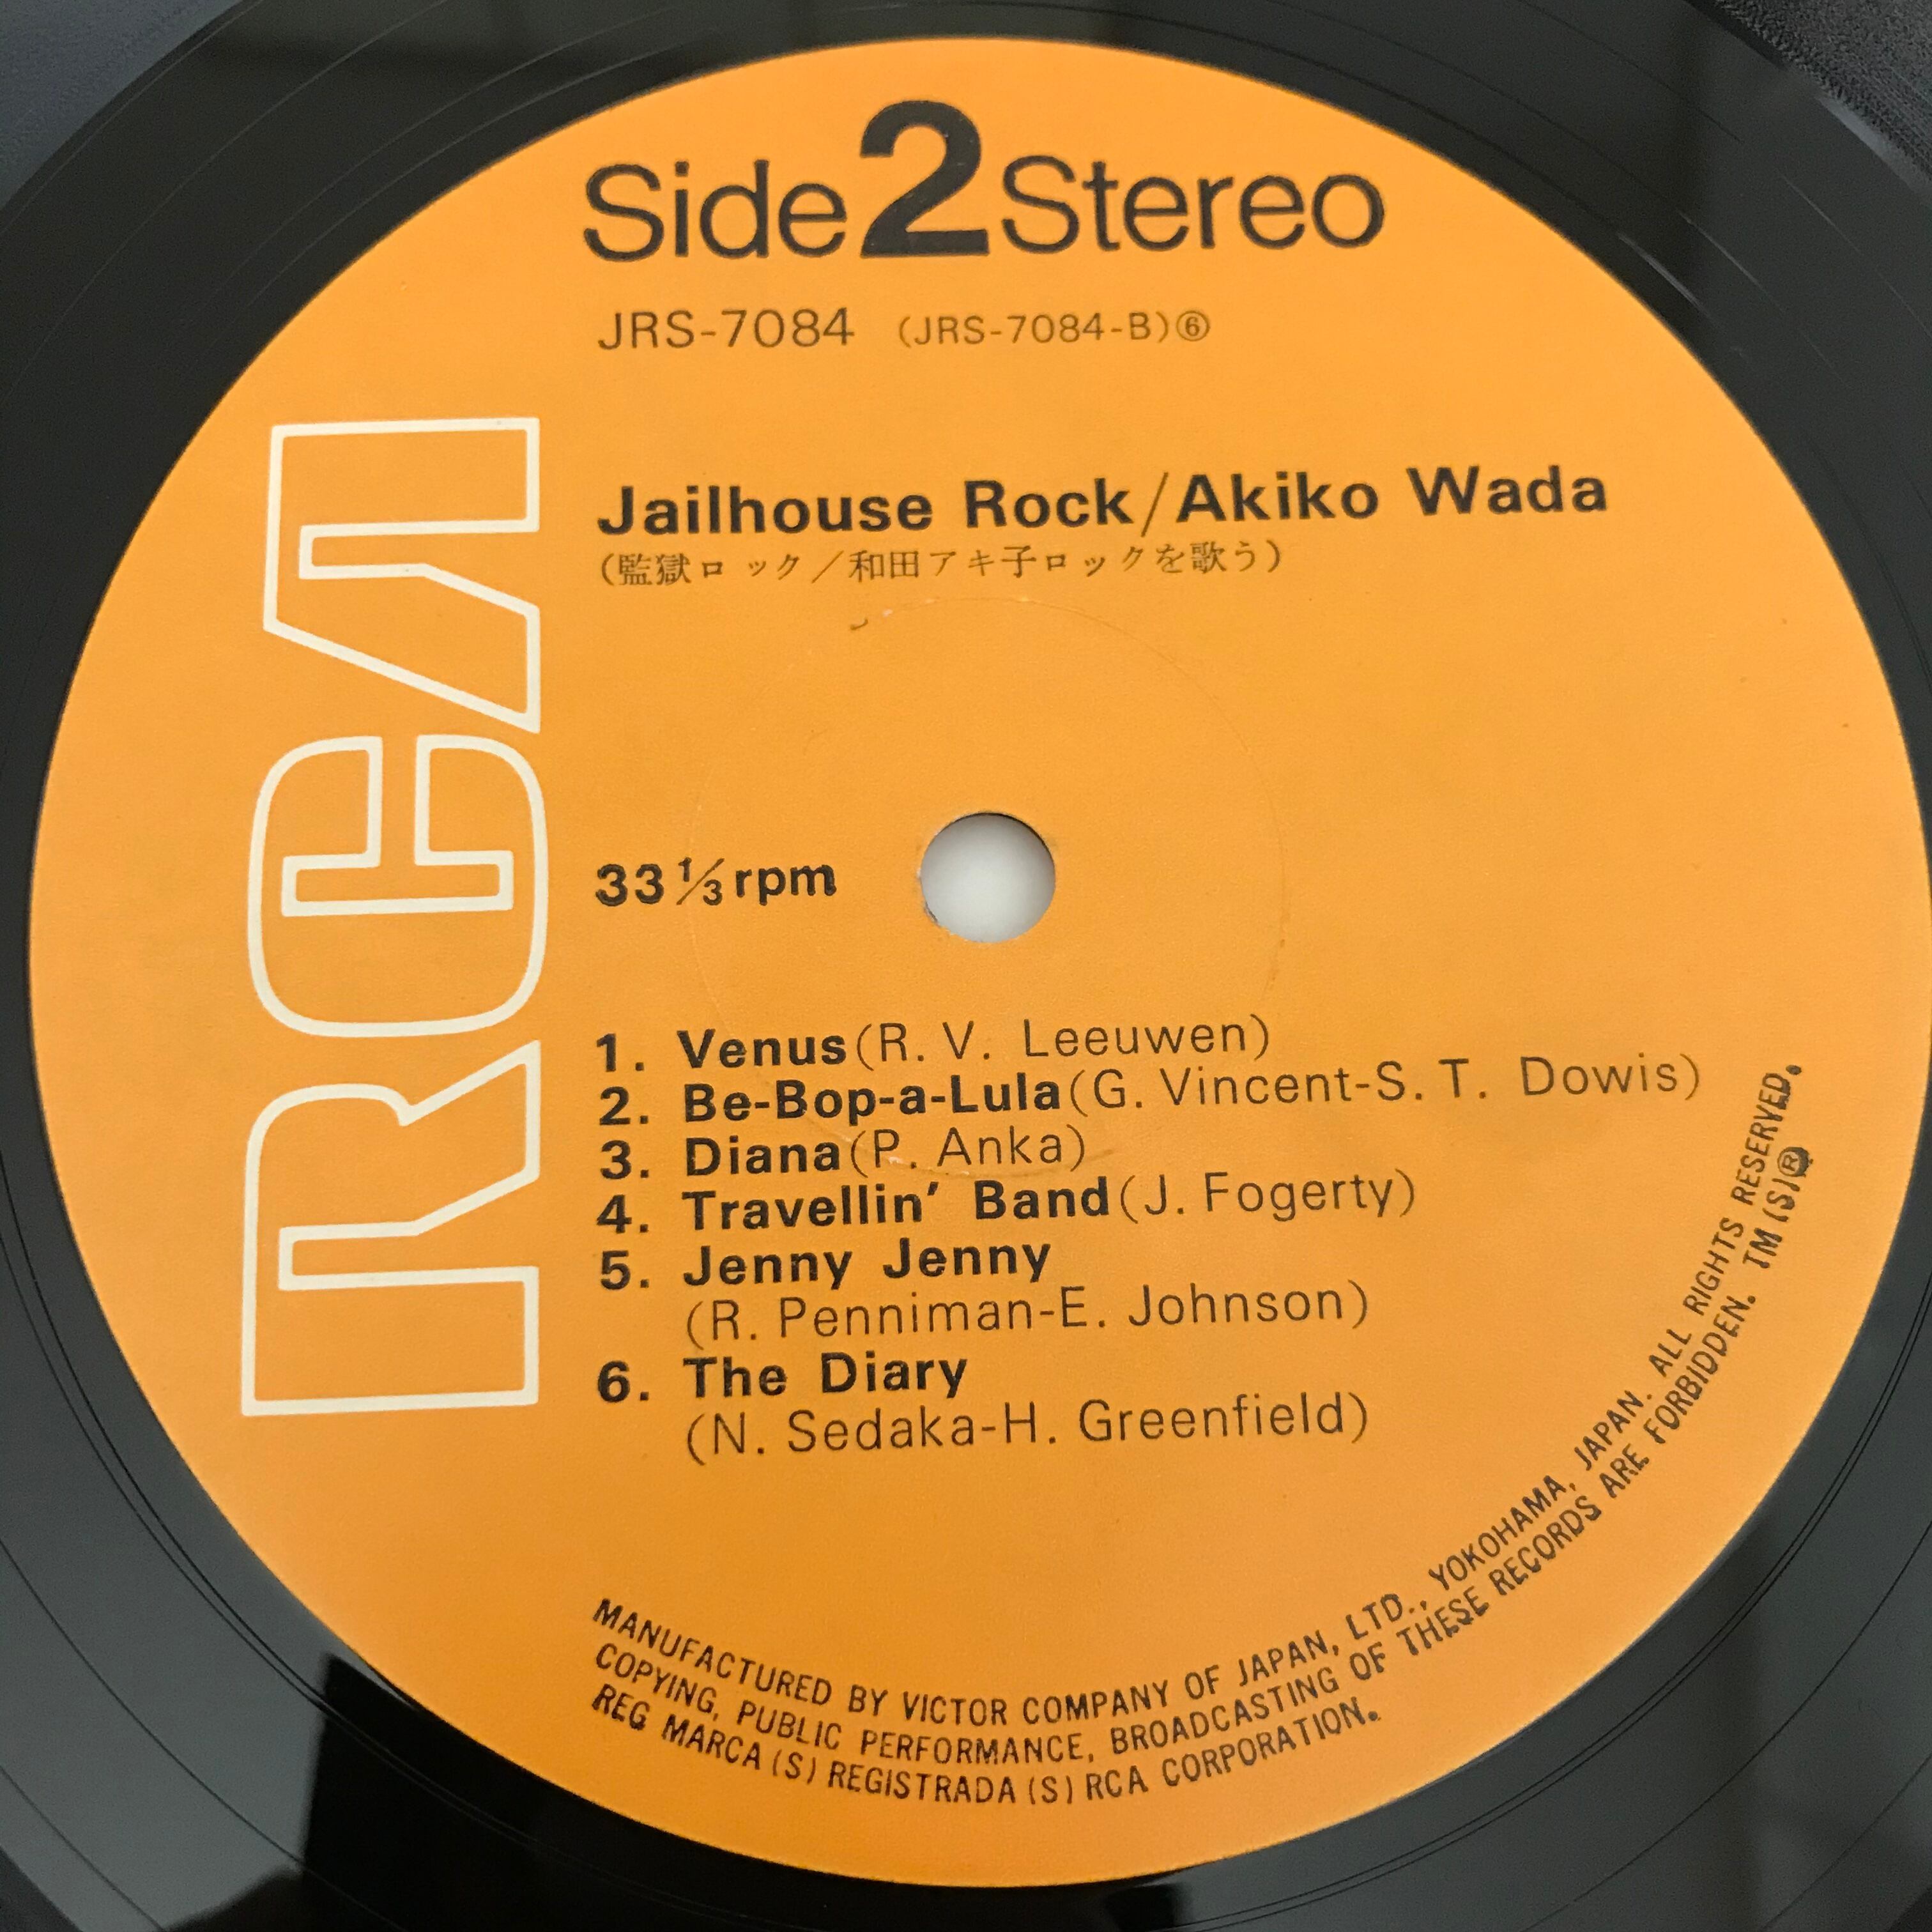 Side 2 Stereo
JRS-7084 (JRS-7084-B)⑥
RCA
Jailhouse Rock/Akiko Wada
(監獄ロック/和田アキ子ロックを歌う)
33⅓rpm
1. Venus(R. V. Leeuwen)
2. Be-Bop-a-Lula(G. Vincent-S. T. Dowis)
3. Diana(P. Anka)
4. Travellin' Band(J. Fogerty)
5. Jenny Jenny
(R. Penniman-E. Johnson)
6. The Diary
(N. Sedaka-H. Greenfield)
MANUFACTURED BY VICTOR COMPANY OF JAPAN, LTD., YOKOHAMA, JAPAN. ALL RIGHTS RESERVED.
COPYING, PUBLIC PERFORMANCE, BROADCASTING OF THESE RECORDS ARE FORBIDDEN. TM(S)®
REG MARCA(S) REGISTRADA(S) RCA CORPORATION.